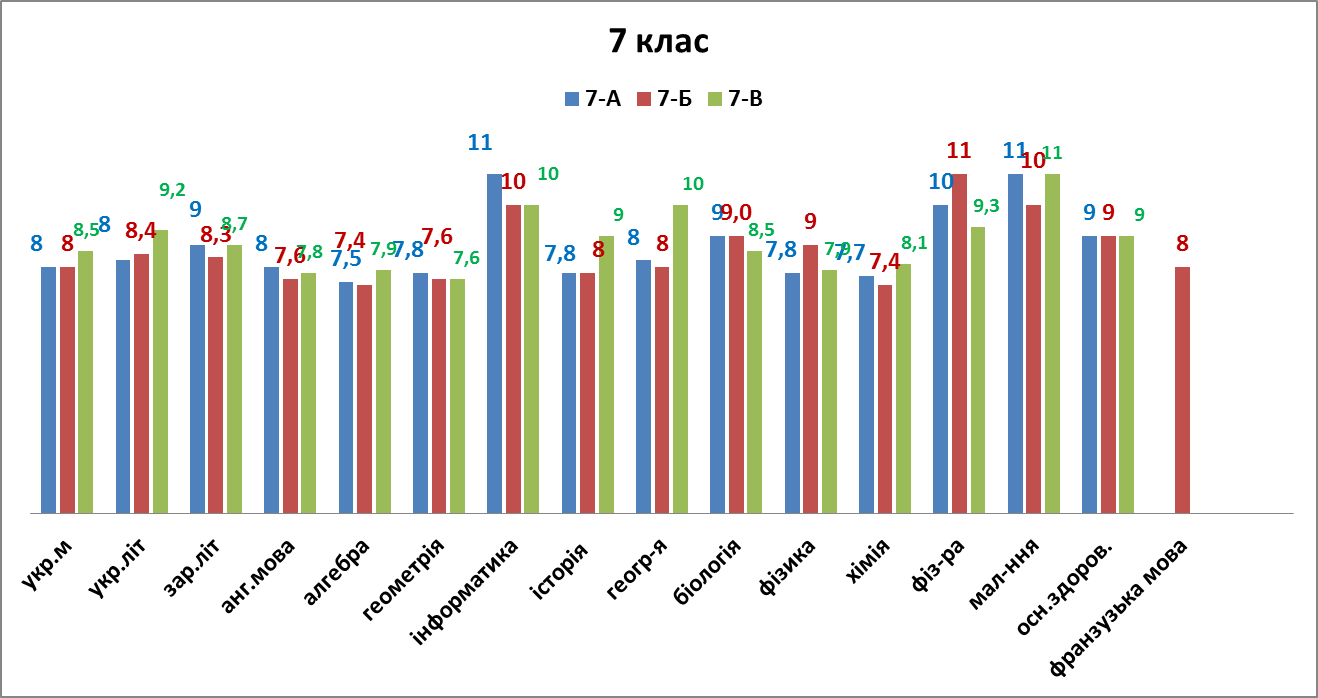 7 клас
7-А 7-Б 7-В
8 8 8,5
8 8,4 9,2
9 8,3 8,7
8 7,6 7,8
7,5 7,4 7,9
7,8 7,6 7,6
11 10 10
7,8 8 9
8 8 10
9 9,0 8,5
7,8 9 7,9
7,7 7,4 8,1
10 11 9,3
11 10 11
9 9 9
8
укр.м
укр.літ
зар.літ
анг.мова
алгебра
геометрія
інформатика
історія
геогр-я
біологія
фізика
хімія
фіз-ра
мал-ння
осн.здоров.
франзузька мова